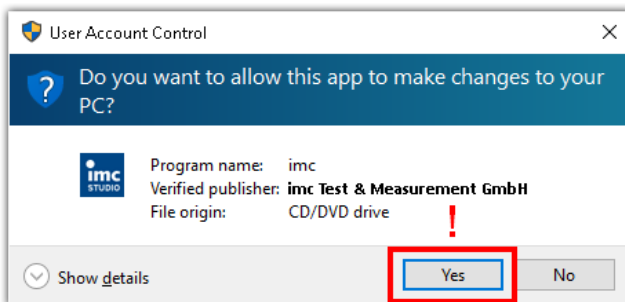 User Account Control
Do you want to allow this app to make changes to your
PC?
imc
STUDIO
Program name: imc
Verified publisher: imc Test & Measurement GmbH
File origin: CD/DVD drive
!
Show details
Yes
No